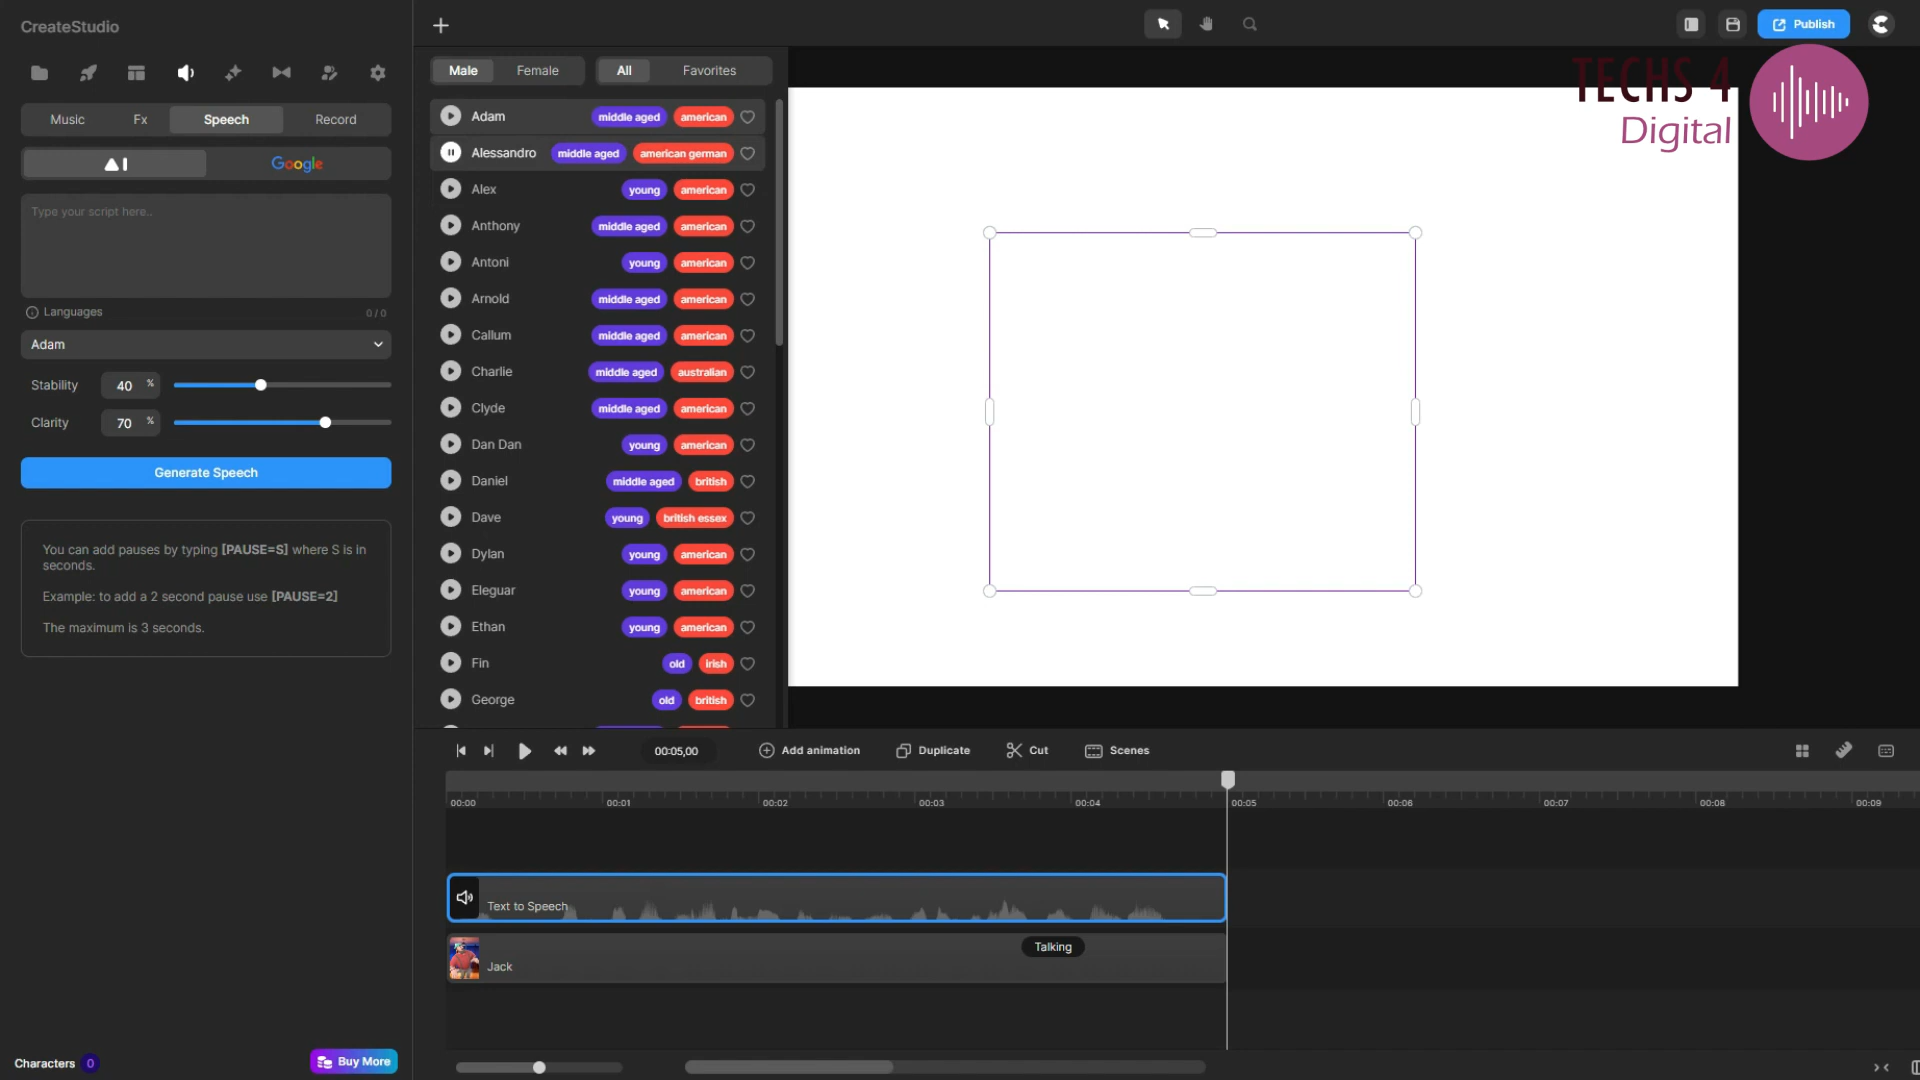 CreateStudio
Publish
Male Female All Favorites
TECHS 4
Digital
Music Fx Speech Record
AI Google
Type your script here..
Languages 0 / 0
Adam
Stability 40 %
Clarity 70 %
Generate Speech
You can add pauses by typing [PAUSE=S] where S is in
seconds.
Example: to add a 2 second pause use [PAUSE=2]
The maximum is 3 seconds.
Characters 0
Buy More
Adam middle aged american
Alessandro middle aged american german
Alex young american
Anthony middle aged american
Antoni young american
Arnold middle aged american
Callum middle aged american
Charlie middle aged australian
Clyde middle aged american
Dan Dan young american
Daniel middle aged british
Dave young british essex
Dylan young american
Eleguar young american
Ethan young american
Fin old irish
George old british
00:05,00 Add animation Duplicate Cut Scenes
00:00 00:01 00:02 00:03 00:04 00:05 00:06 00:07 00:08 00:09
Text to Speech
Talking
Jack